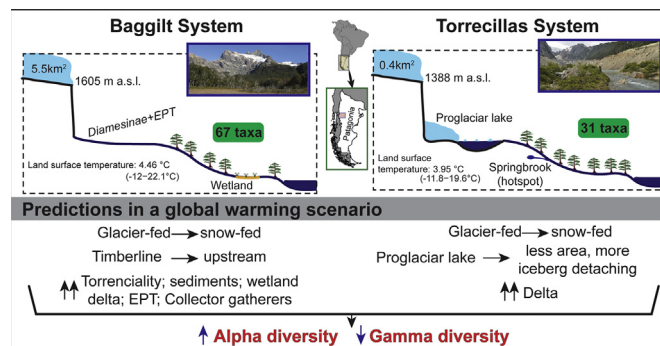 Baggilt System
Torrecillas System
5.5km²
1605 m a.s.l.
Diamesinae+EPT
67 taxa
Land surface temperature: 4.46 °C
(-12–22.1°C)
Wetland
Patagonia
0.4km²
1388 m a.s.l.
Proglaciar lake
31 taxa
Land surface
temperature: 3.95 °C
(-11.8–19.6°C)
Springbrook
(hotspot)
Predictions in a global warming scenario
Glacier-fed snow-fed
Timberline upstream
Torrenciality; sediments; wetland
delta; EPT; Collector gatherers
Glacier-fed snow-fed
Proglaciar lake less area, more
iceberg detaching
Delta
Alpha diversity Gamma diversity